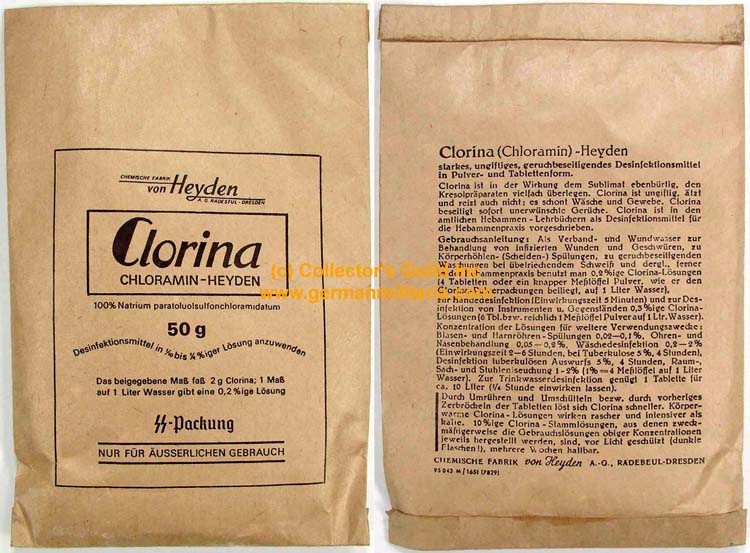 CHEMISCHE FABRIK
von Heyden
A. G. RADEBEUL-DRESDEN
Clorina
CHLORAMIN-HEYDEN
100% Natrium paratoluolsulfonchloramidatum
50 g
Desinfektionsmittel in ¹/₁₀ bis ¼ %iger Lösung anzuwenden
Das beigegebene Maß faß 2 g Clorina; 1 Maß
auf 1 Liter Wasser gibt eine 0,2%ige Lösung
SS-Packung
NUR FÜR ÄUSSERLICHEN GEBRAUCH
Clorina (Chloramin) -Heyden
starkes, ungiftiges, geruchbeseitigendes Desinfektionsmittel
in Pulver- und Tablettenform.
Clorina ist in der Wirkung dem Sublimat ebenbürtig, den
Kresolpräparaten vielfach überlegen. Clorina ist ungiftig, ätzt
und reizt auch nicht; es schont Wäsche und Gewebe. Clorina
beseitigt sofort unerwünschte Gerüche. Clorina ist in den
amtlichen Hebammen-Lehrbüchern als Desinfektionsmittel für
die Hebammenpraxis vorgeschrieben.
Gebrauchsanleitung: Als Verband- und Wundwasser zur
Behandlung von infizierten Wunden und Geschwüren, zu
Körperhöhlen- (Scheiden-) Spülungen, zu geruchbeseitigenden
Waschungen bei übelriechendem Schweiß und dergl., ferner
in der Hebammenpraxis benutzt man 0,2%ige Clorina-Lösungen
(4 Tabletten oder ein knapper Meßlöffel Pulver, wie er den
Clorina-Pulverpackungen beiliegt, auf 1 Liter Wasser).
Zur Händedesinfektion (Einwirkungszeit 5 Minuten) und zur Des-
infektion von Instrumenten u. Gegenständen 0,3%ige Clorina-
Lösungen (6 Tbl. bzw. reichlich 1 Meßlöffel Pulver auf 1 Ltr. Wasser).
Konzentration der Lösungen für weitere Verwendungszwecke:
Blasen- und Harnröhren-Spülungen 0,02—0,1%, Ohren- und
Nasenbehandlung 0,05—0,2%, Wäschedesinfektion 0,2—2%
(Einwirkungszeit 2—6 Stunden, bei Tuberkulose 5%, 4 Stunden),
Desinfektion tuberkulösen Auswurfs 5%, 4 Stunden, Raum-,
Sach- und Stuhlentseuchung 1-2% (1%=4 Meßlöffel auf 1 Liter
Wasser). Zur Trinkwasserdesinfektion genügt 1 Tablette für
ca. 10 Liter (¼ Stunde einwirken lassen).
Durch Umrühren und Umschütteln bezw. durch vorheriges
Zerbröckeln der Tabletten löst sich Clorina schneller. Körper-
warme Clorina-Lösungen wirken rascher und intensiver als
kalte. 10%ige Clorina-Stammlösungen, aus denen zweck-
mäßigerweise die Gebrauchslösungen obiger Konzentrationen
jeweils hergestellt werden, sind, vor Licht geschützt (dunkle
Flaschen!), mehrere Wochen haltbar.
CHEMISCHE FABRIK von Heyden A.-G., RADEBEUL-DRESDEN
95 043 M/1651 (7829)
(c) Collector's Guild Inc.
www.germanmilitaria.com